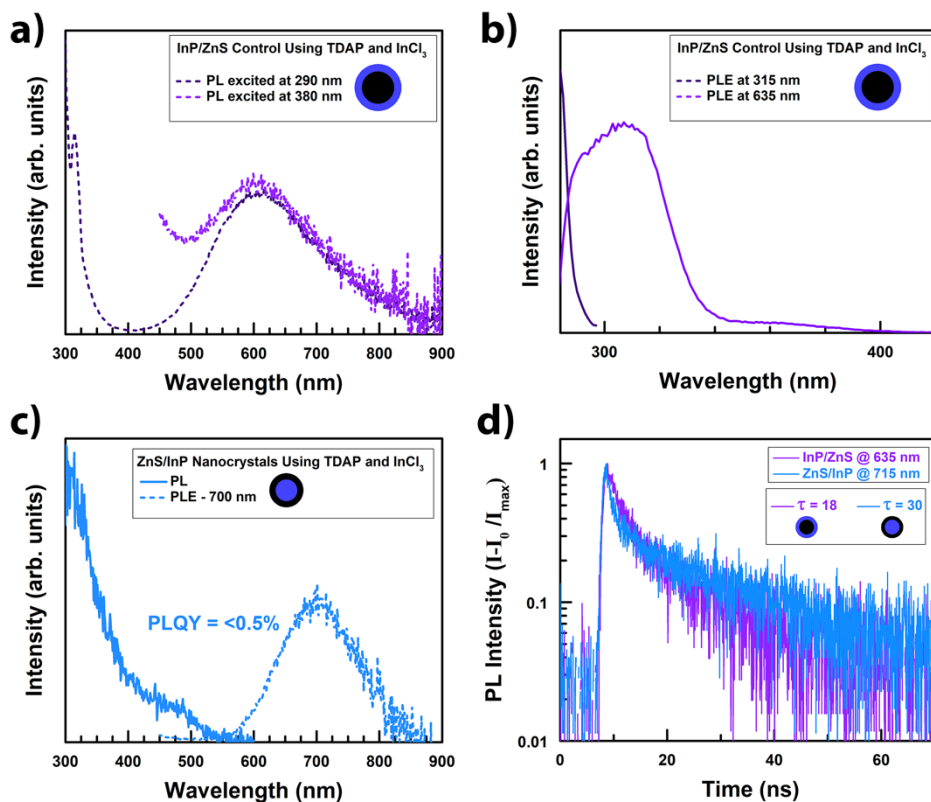 a)
InP/ZnS Control Using TDAP and InCl3
PL excited at 290 nm
PL excited at 380 nm
Intensity (arb. units)
300 400 500 600 700 800 900
Wavelength (nm)
b)
InP/ZnS Control Using TDAP and InCl3
PLE at 315 nm
PLE at 635 nm
Intensity (arb. units)
300 400
Wavelength (nm)
c)
ZnS/InP Nanocrystals Using TDAP and InCl3
PL
PLE - 700 nm
PLQY = <0.5%
Intensity (arb. units)
300 400 500 600 700 800 900
Wavelength (nm)
d)
InP/ZnS @ 635 nm
ZnS/InP @ 715 nm
τ = 18 τ = 30
PL Intensity (I-I0 /Imax)
1
0.1
0.01
0 20 40 60
Time (ns)